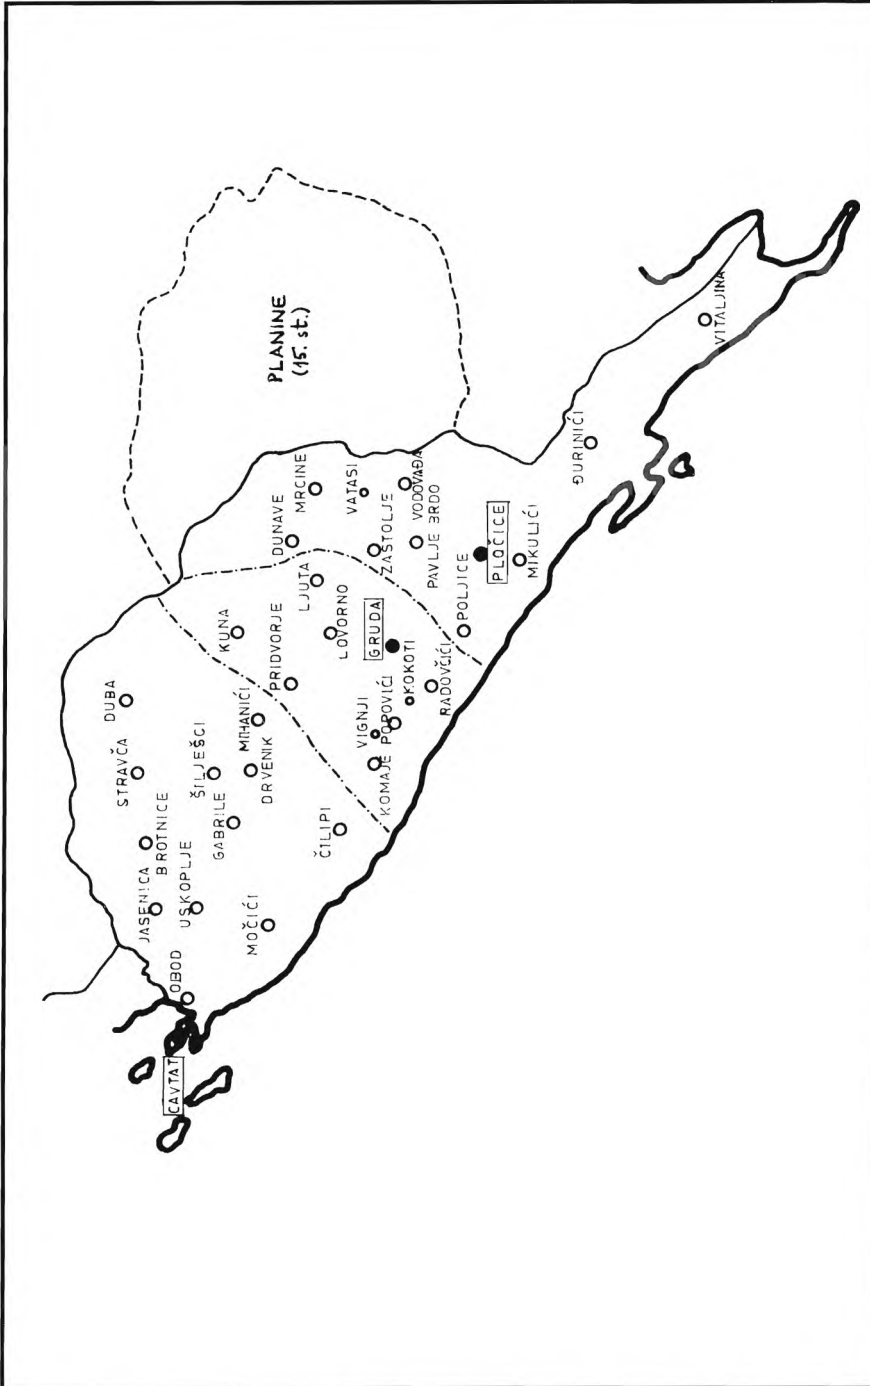 PLANINE
(15. st.)
DUBA
STRAVČA
BROTNICE
JASENICA
USKOPLJE
OBOD
CAVTAT
MOČIĆI
GABRILE
ŠILJEŠCI
DRVENIK
MIHANIĆI
ČILIPI
KUNA
PRIDVORJE
LJUTA
LOVORNO
GRUDA
VIGNJI
KOMAJE
POPOVIĆI
KOKOTI
RADOVČIĆI
DUNAVE
MRCINE
VATASI
ZASTOLJE
VODOVAĐA
PAVLJE BRDO
POLJICE
PLOČICE
MIKULIĆI
ĐURINIĆI
VITALJINA